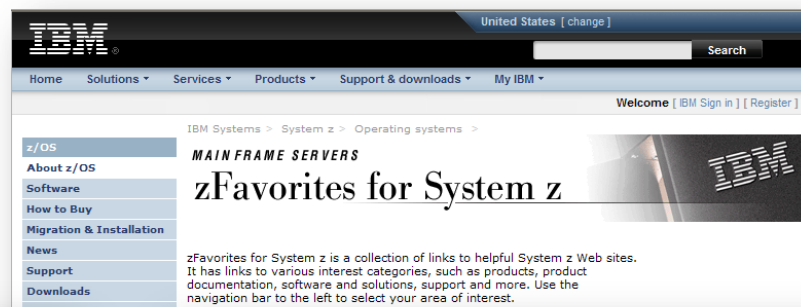 United States [ change ]
IBM®
Search
Home Solutions Services Products Support & downloads My IBM
Welcome [ IBM Sign in ] [ Register ]
IBM Systems > System z > Operating systems >
z/OS
About z/OS
Software
How to Buy
Migration & Installation
News
Support
Downloads
MAINFRAME SERVERS
zFavorites for System z
IBM
zFavorites for System z is a collection of links to helpful System z Web sites.
It has links to various interest categories, such as products, product
documentation, software and solutions, support and more. Use the
navigation bar to the left to select your area of interest.